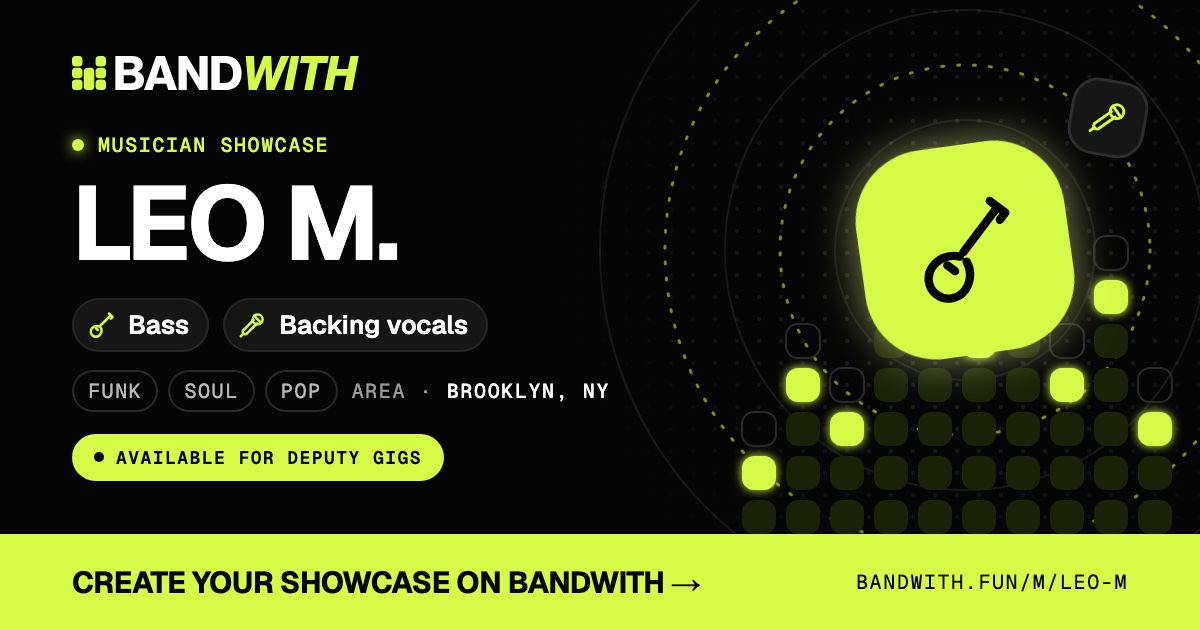 BANDWITH
MUSICIAN SHOWCASE
LEO M.
Bass Backing vocals
FUNK SOUL POP AREA · BROOKLYN, NY
AVAILABLE FOR DEPUTY GIGS
CREATE YOUR SHOWCASE ON BANDWITH → BANDWITH.FUN/M/LEO-M